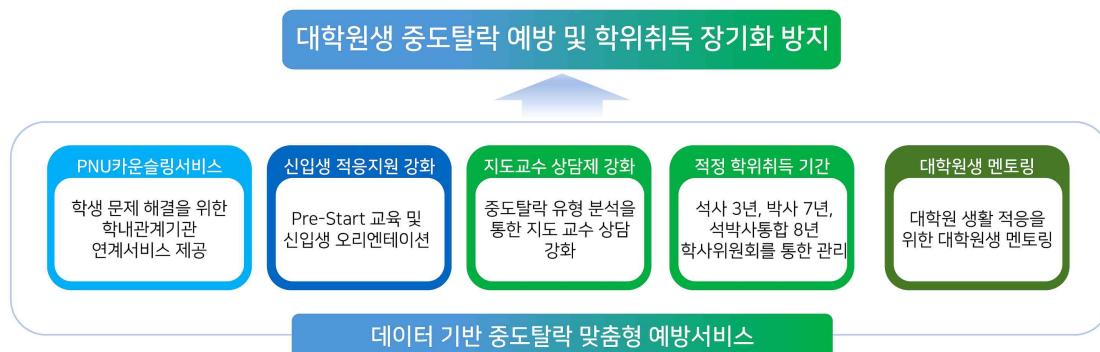 대학원생 중도탈락 예방 및 학위취득 장기화 방지
PNU카운슬링서비스
학생 문제 해결을 위한
학내관계기관
연계서비스 제공
신입생 적응지원 강화
Pre-Start 교육 및
신입생 오리엔테이션
지도교수 상담제 강화
중도탈락 유형 분석을
통한 지도 교수 상담
강화
적정 학위취득 기간
석사 3년, 박사 7년,
석박사통합 8년
학사위원회를 통한 관리
대학원생 멘토링
대학원 생활 적응을
위한 대학원생 멘토링
데이터 기반 중도탈락 맞춤형 예방서비스